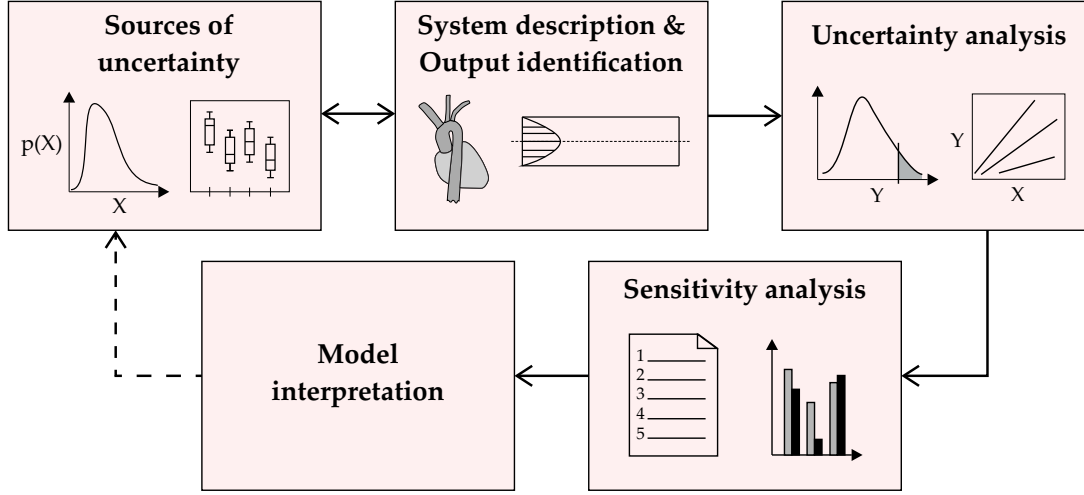 Sources of
uncertainty
p(X)
X
System description &
Output identification
Uncertainty analysis
Y
Y
X
Model
interpretation
Sensitivity analysis
1
2
3
4
5